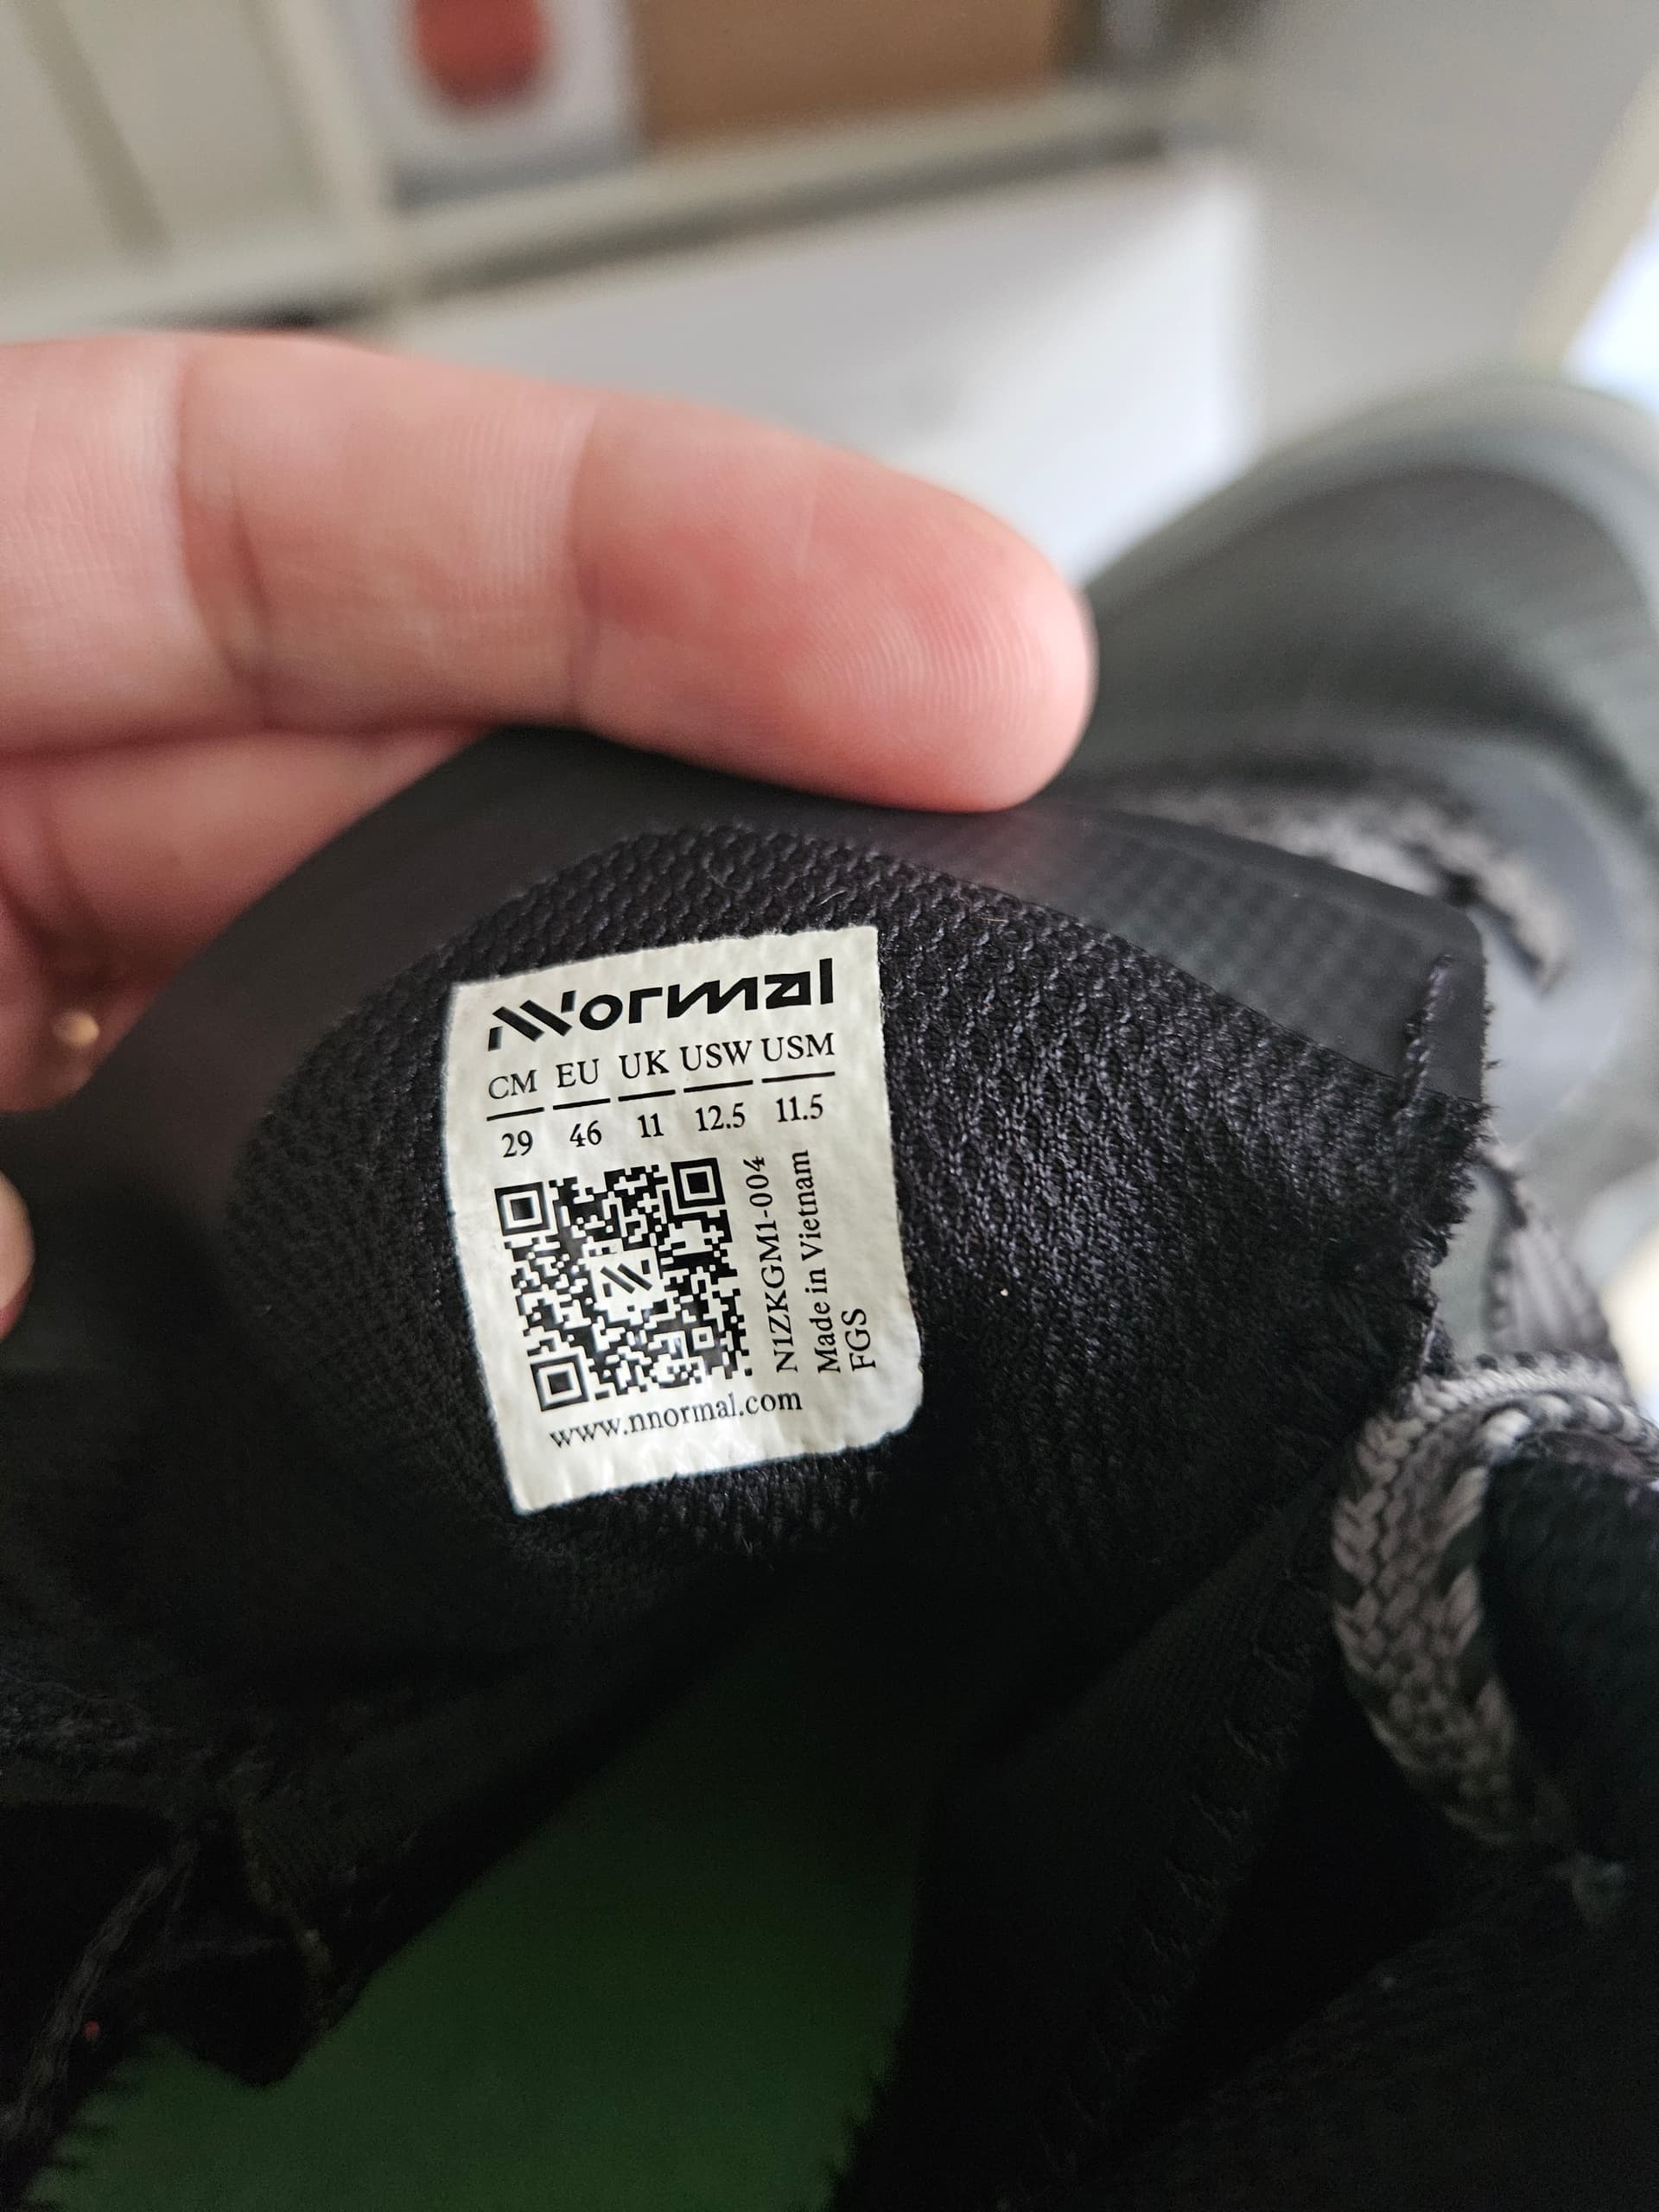 NNormal
CM EU UK USW USM
29 46 11 12.5 11.5
N1ZKGM1-004
Made in Vietnam
FGS
www.nnormal.com